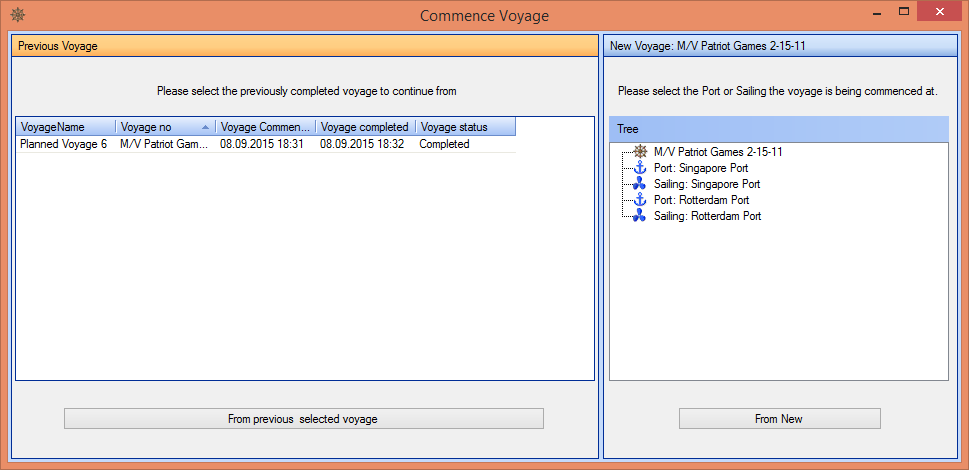 Commence Voyage
Previous Voyage
Please select the previously completed voyage to continue from
VoyageName Voyage no Voyage Commen... Voyage completed Voyage status
Planned Voyage 6 M/V Patriot Gam... 08.09.2015 18:31 08.09.2015 18:32 Completed
From previous selected voyage
New Voyage: M/V Patriot Games 2-15-11
Please select the Port or Sailing the voyage is being commenced at.
Tree
M/V Patriot Games 2-15-11
Port: Singapore Port
Sailing: Singapore Port
Port: Rotterdam Port
Sailing: Rotterdam Port
From New